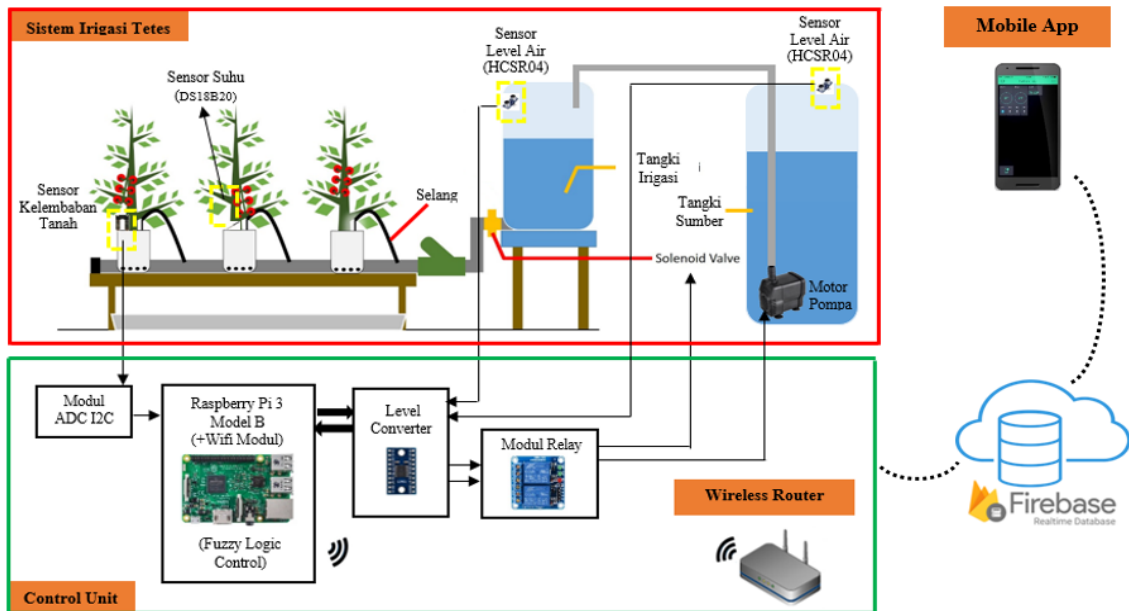 Sistem Irigasi Tetes
Sensor
Level Air
(HCSR04)
Sensor
Level Air
(HCSR04)
Mobile App
Sensor Suhu
(DS18B20)
Sensor
Kelembaban
Tanah
Selang
Tangki
Irigasi
i
Tangki
Sumber
Solenoid Valve
Motor
Pompa
Modul
ADC I2C
Raspberry Pi 3
Model B
(+Wifi Modul)
(Fuzzy Logic
Control)
Level
Converter
Modul Relay
Wireless Router
Firebase
Realtime Database
Control Unit